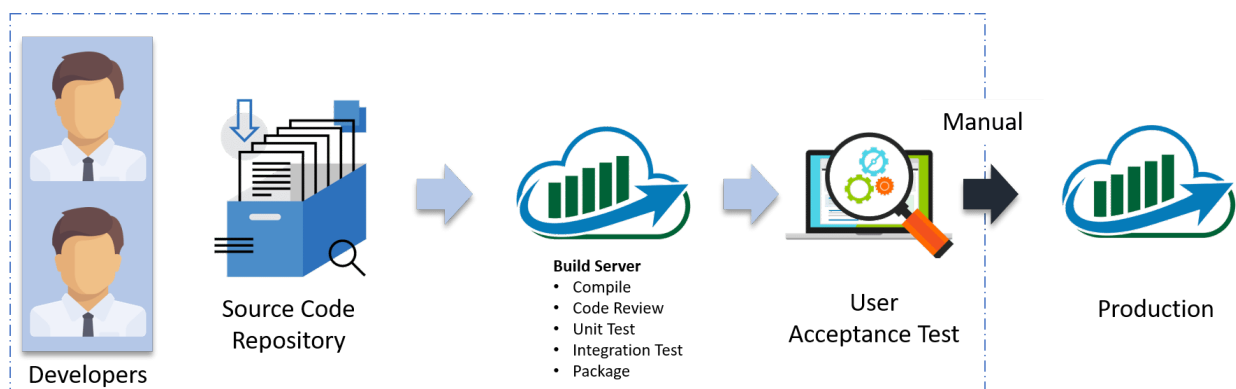 Developers
Source Code
Repository
Build Server
• Compile
• Code Review
• Unit Test
• Integration Test
• Package
User
Acceptance Test
Manual
Production